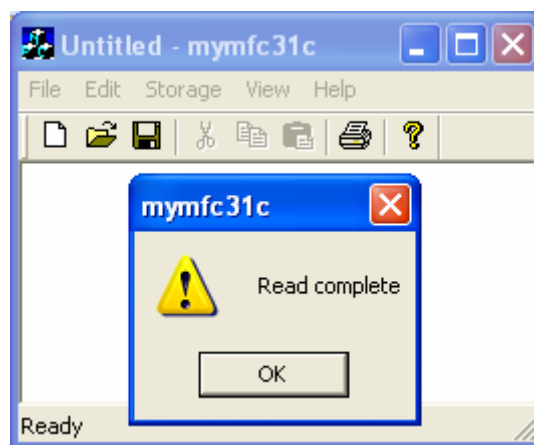 Untitled - mymfc31c
File Edit Storage View Help
mymfc31c
Read complete
OK
Ready